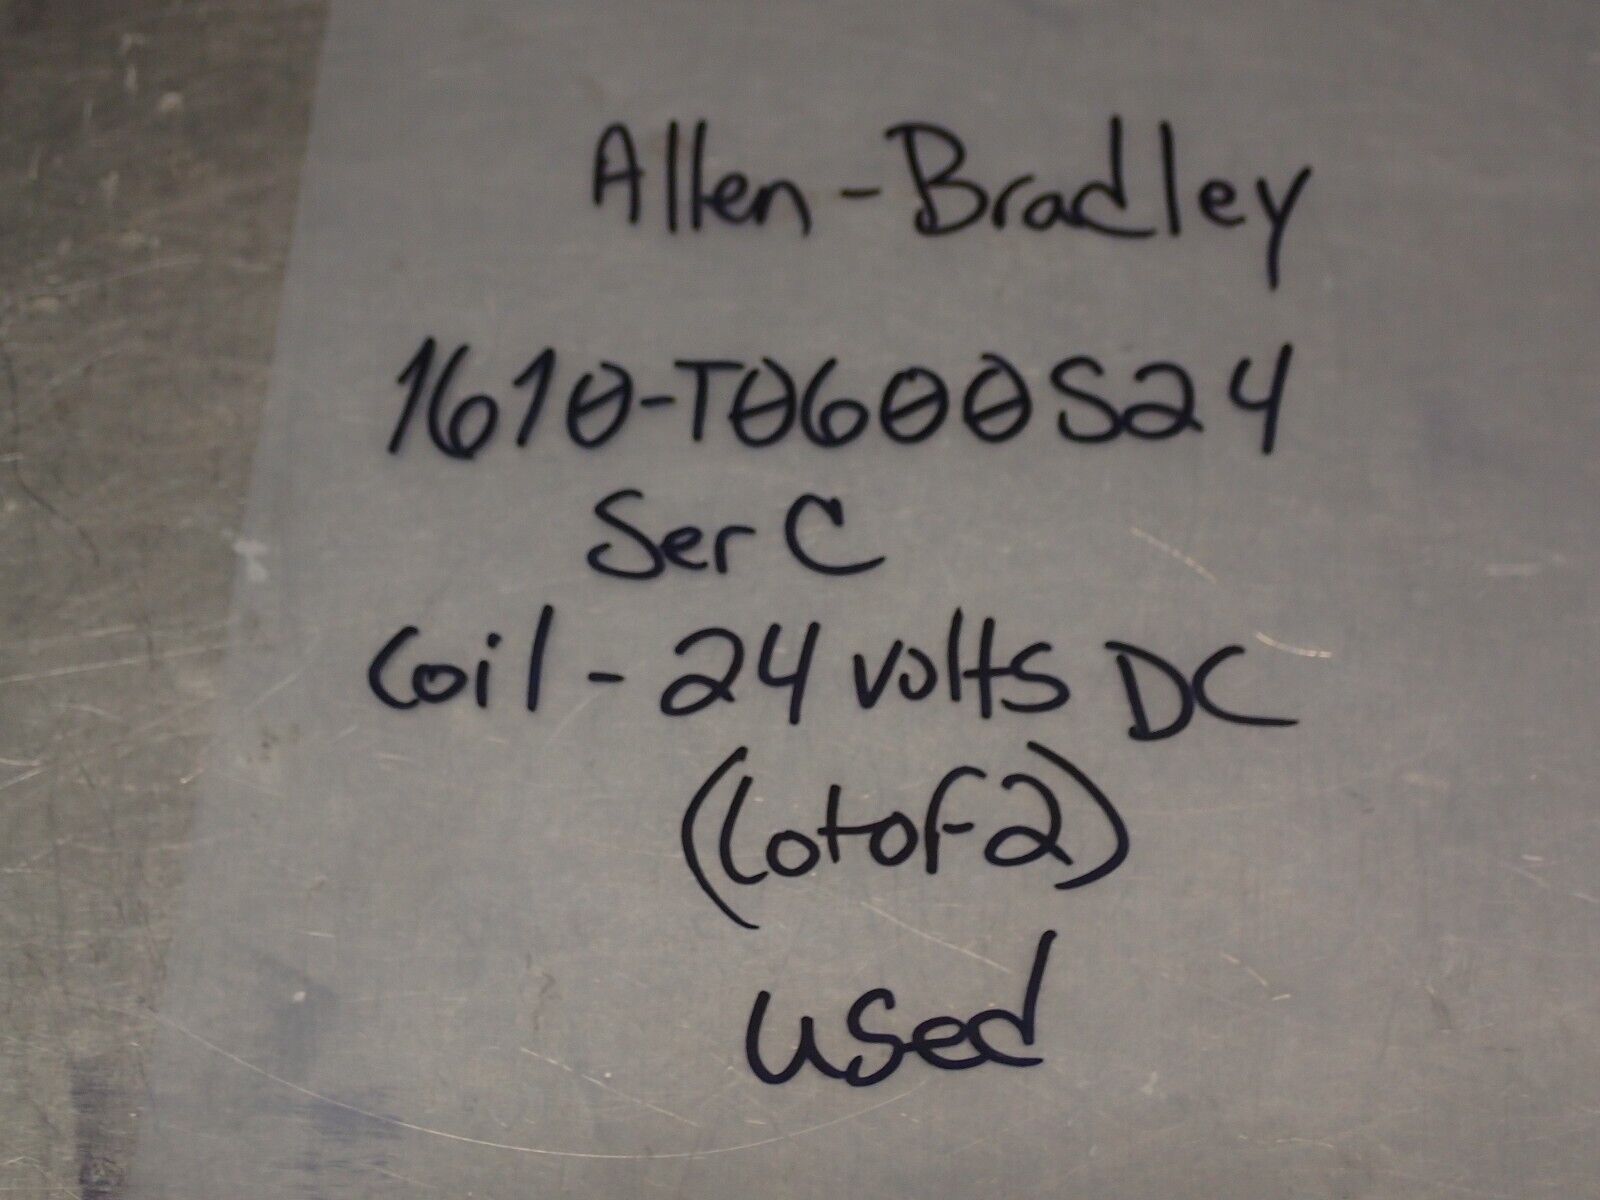 Allen-Bradley
1610-T0600S24
Ser C
Coil - 24 volts DC
(Lot of 2)
used